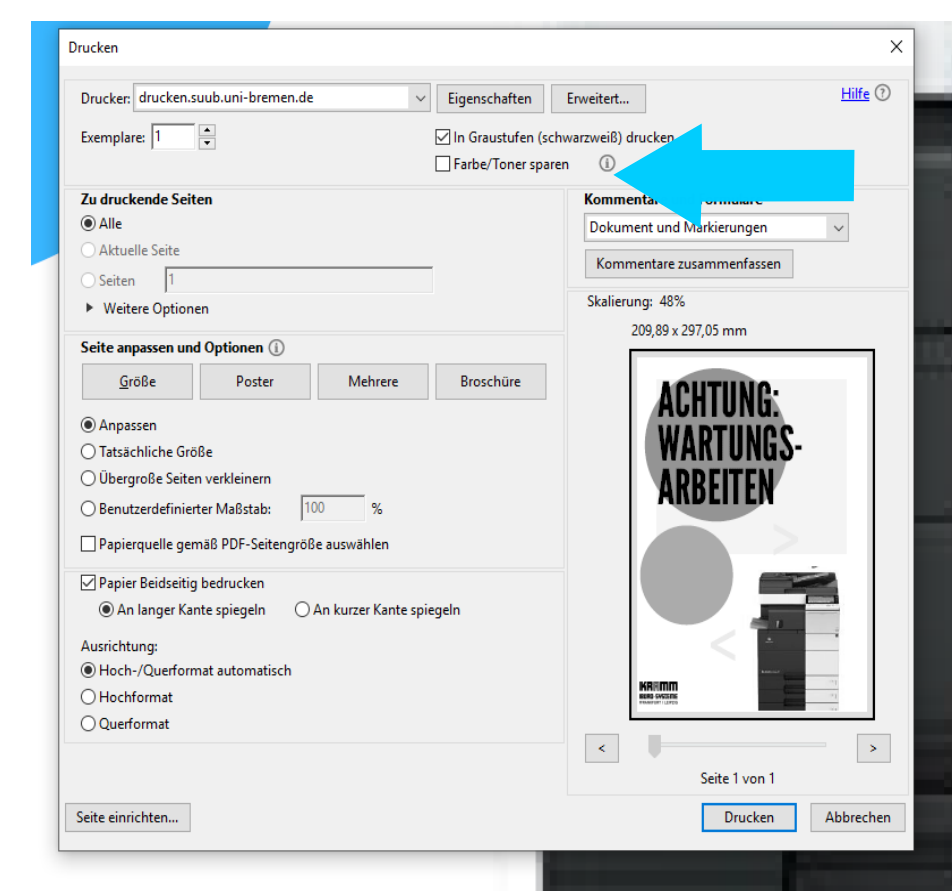 Drucken
Drucker: drucken.suub.uni-bremen.de Eigenschaften Erweitert... Hilfe
Exemplare: 1 In Graustufen (schwarzweiß) drucken
Farbe/Toner sparen
Zu druckende Seiten
Alle
Aktuelle Seite
Seiten 1
Weitere Optionen
Seite anpassen und Optionen
Größe Poster Mehrere Broschüre
Anpassen
Tatsächliche Größe
Übergroße Seiten verkleinern
Benutzerdefinierter Maßstab: 100 %
Papierquelle gemäß PDF-Seitengröße auswählen
Papier Beidseitig bedrucken
An langer Kante spiegeln An kurzer Kante spiegeln
Ausrichtung:
Hoch-/Querformat automatisch
Hochformat
Querformat
Dokument und Markierungen
Kommentare zusammenfassen
Skalierung: 48%
209,89 x 297,05 mm
ACHTUNG:
WARTUNGS-
ARBEITEN
KRAMM
BÜRO-SYSTEME
FRANKFURT / LEIPZIG
< >
Seite 1 von 1
Seite einrichten... Drucken Abbrechen